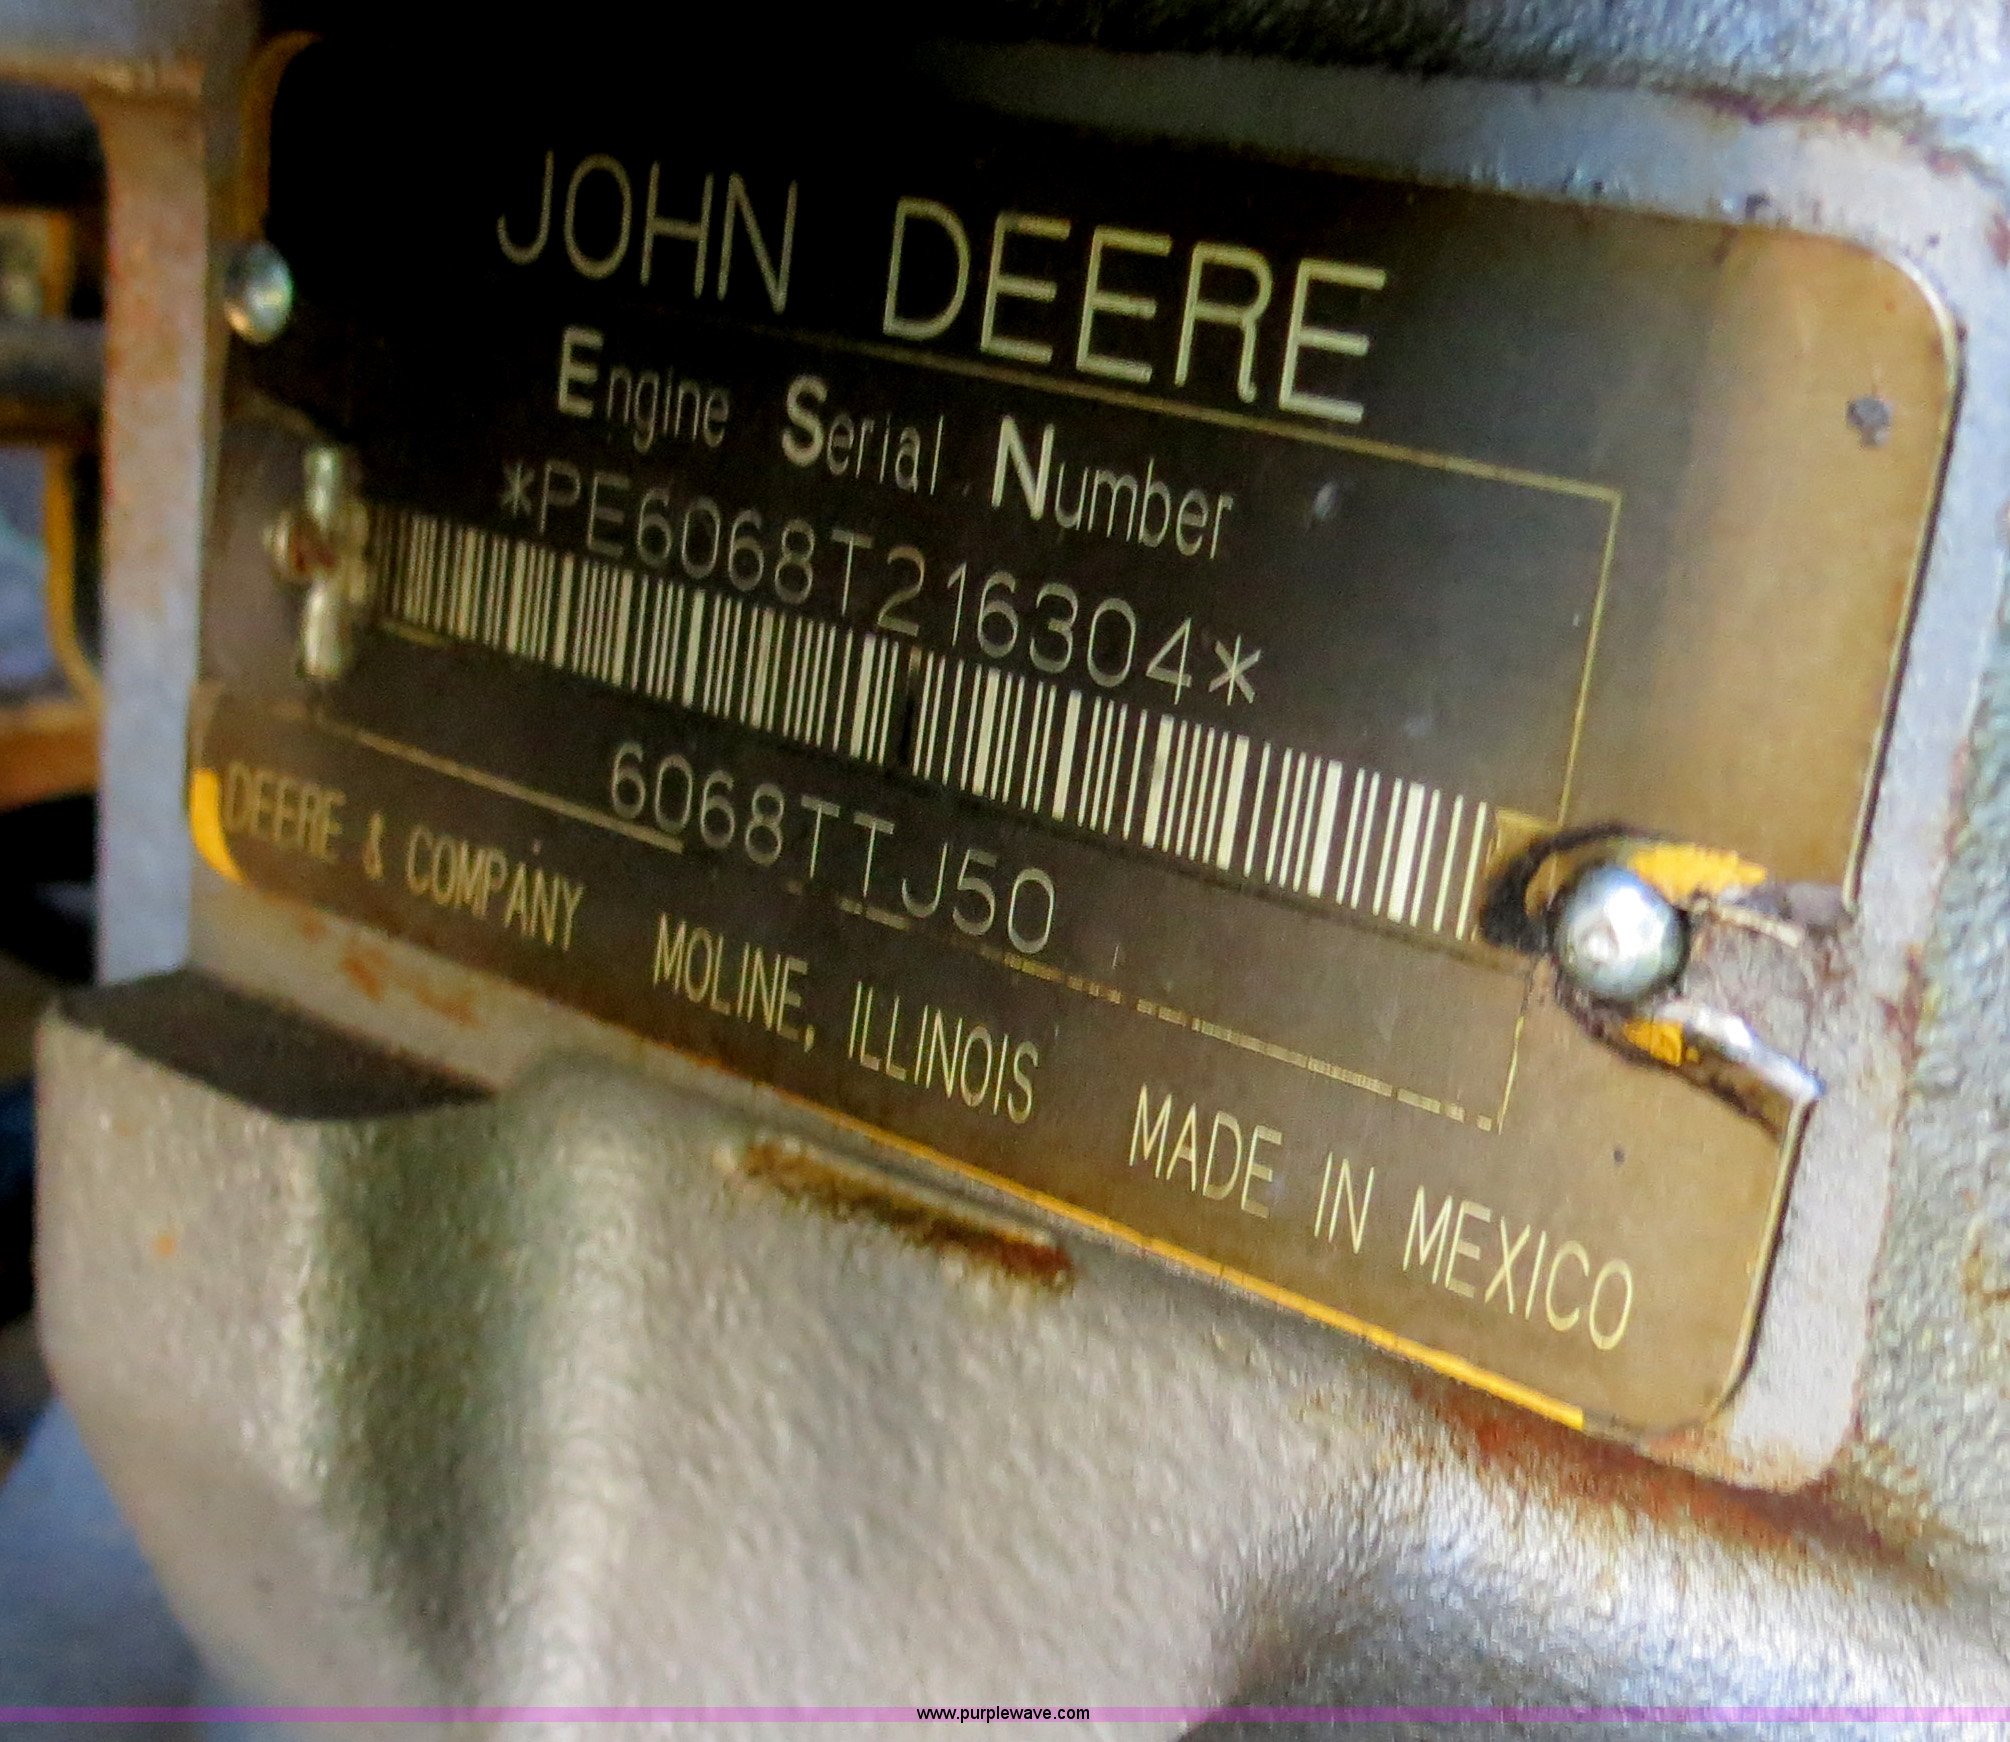 JOHN DEERE
Engine Serial Number
*PE6068T216304*
6068TTJ50
DEERE & COMPANY MOLINE, ILLINOIS MADE IN MEXICO
www.purplewave.com